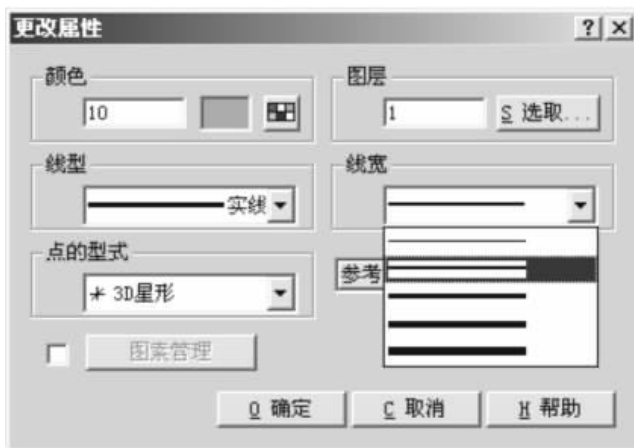 更改属性
颜色
10
图层
1
S 选取...
线型
实线
线宽
点的型式
3D星形
参考
图素管理
O 确定
C 取消
H 帮助